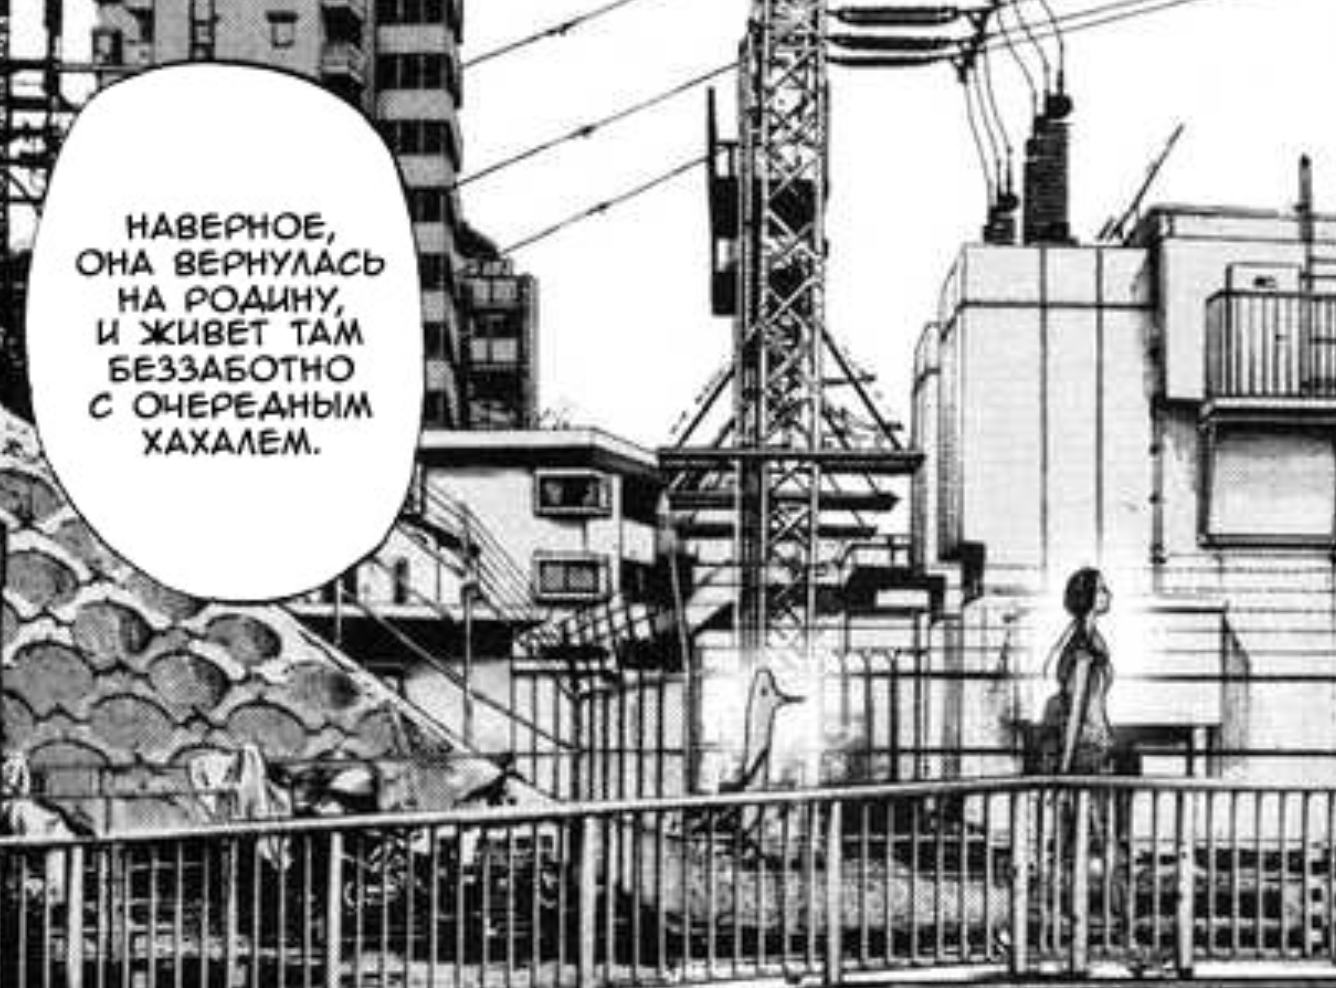 НАВЕРНОЕ,
ОНА ВЕРНУЛАСЬ
НА РОДИНУ,
И ЖИВЕТ ТАМ
БЕЗЗАБОТНО
С ОЧЕРЕДНЫМ
ХАХАЛЕМ.